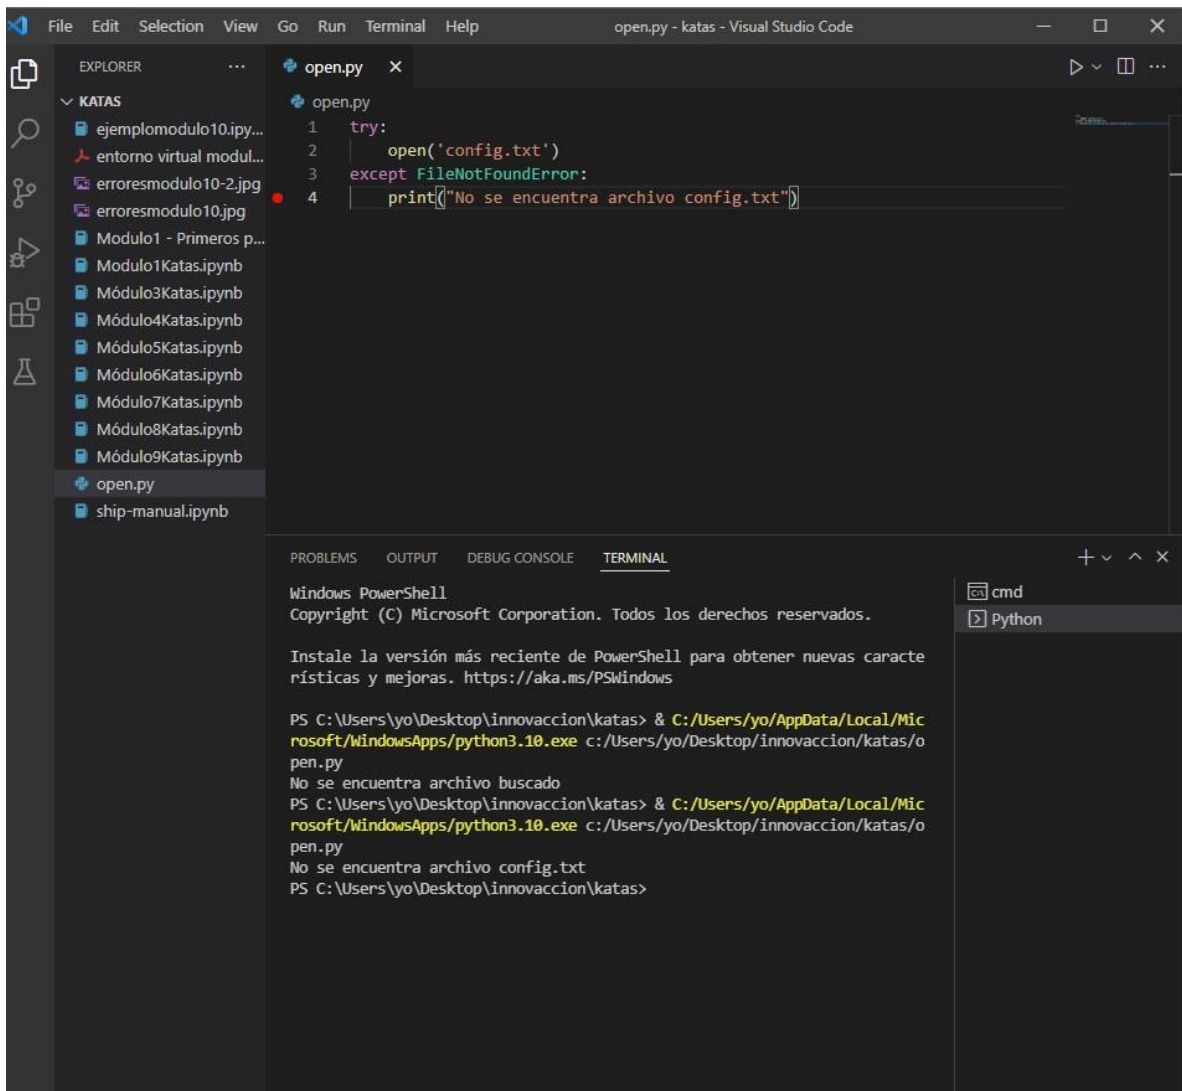 File Edit Selection View Go Run Terminal Help open.py - katas - Visual Studio Code
EXPLORER
KATAS
ejemplomodulo10.ipy...
entorno virtual modul...
erroresmodulo10-2.jpg
erroresmodulo10.jpg
Modulo1 - Primeros p...
Modulo1Katas.ipynb
Módulo3Katas.ipynb
Módulo4Katas.ipynb
Módulo5Katas.ipynb
Módulo6Katas.ipynb
Módulo7Katas.ipynb
Módulo8Katas.ipynb
Módulo9Katas.ipynb
open.py
ship-manual.ipynb
open.py
open.py
1 try:
2 open('config.txt')
3 except FileNotFoundError:
4 print("No se encuentra archivo config.txt")
PROBLEMS OUTPUT DEBUG CONSOLE TERMINAL
Windows PowerShell
Copyright (C) Microsoft Corporation. Todos los derechos reservados.
Instale la versión más reciente de PowerShell para obtener nuevas caracte
rísticas y mejoras. https://aka.ms/PSWindows
PS C:\Users\yo\Desktop\innovaccion\katas> & C:/Users/yo/AppData/Local/Mic
rosoft/WindowsApps/python3.10.exe c:/Users/yo/Desktop/innovaccion/katas/o
pen.py
No se encuentra archivo buscado
PS C:\Users\yo\Desktop\innovaccion\katas> & C:/Users/yo/AppData/Local/Mic
rosoft/WindowsApps/python3.10.exe c:/Users/yo/Desktop/innovaccion/katas/o
pen.py
No se encuentra archivo config.txt
PS C:\Users\yo\Desktop\innovaccion\katas>
cmd
Python